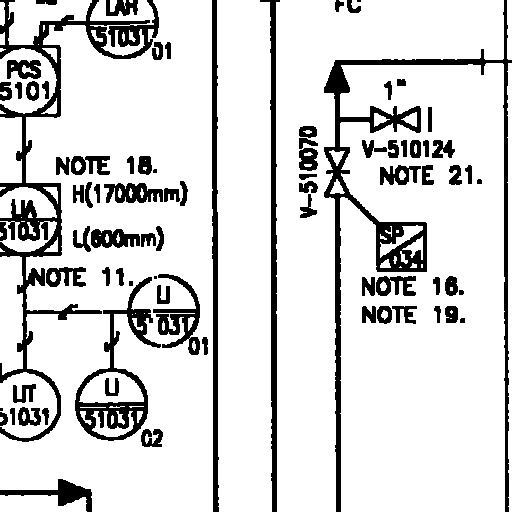 LAH
51031
01
FC
PCS
5101
1"
V-510124
NOTE 21.
V-510070
NOTE 18.
H(17000mm)
LIA
51031
L(600mm)
SP
034
NOTE 11.
NOTE 16.
NOTE 19.
LI
01
LIT
51031
LI
51031
02